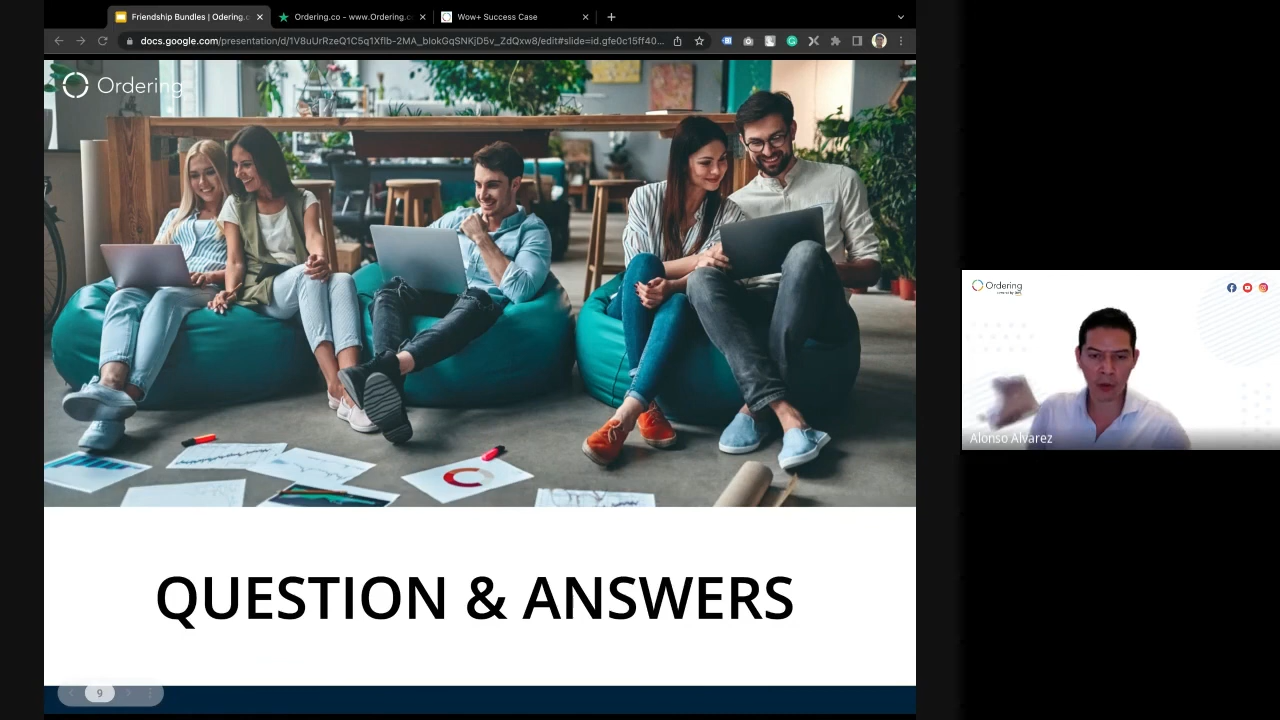 Friendship Bundles | Odering.c
Ordering.co - www.Ordering.c
Wow+ Success Case
docs.google.com/presentation/d/1V8uUrRzeQ1C5q1Xflb-2MA_blokGqSNKjD5v_ZdQxw8/edit#slide=id.gfe0c15ff40...
Ordering
Ordering
Alonso Alvarez
QUESTION & ANSWERS
9